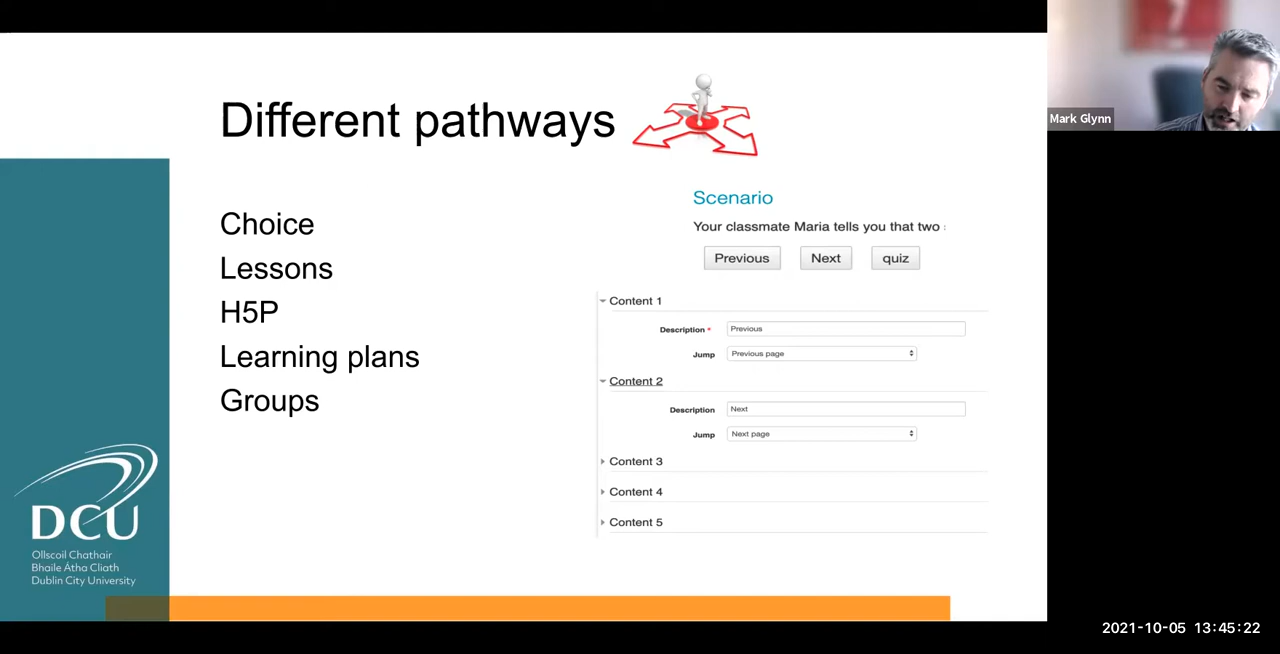 Different pathways
Choice
Lessons
H5P
Learning plans
Groups
Scenario
Your classmate Maria tells you that two
Previous Next quiz
Content 1
Description * Previous
Jump Previous page
Content 2
Description Next
Jump Next page
Content 3
Content 4
Content 5
DCU
Ollscoil Chathair
Bhaile Átha Cliath
Dublin City University
Mark Glynn
2021-10-05 13:45:22